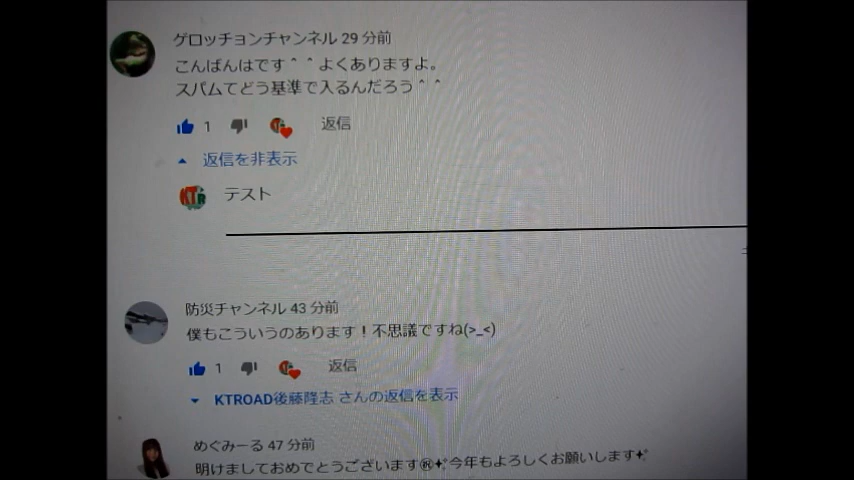 ゲロッチョンチャンネル 29 分前
こんばんはです＾＾よくありますよ。
スパムてどう基準で入るんだろう＾＾
1 返信
返信を非表示
KTR テスト
防災チャンネル 43 分前
僕もこういうのあります！不思議ですね(>_<)
1 返信
KTROAD後藤隆志 さんの返信を表示
めぐみーる 47 分前
明けましておめでとうございます🎍✨今年もよろしくお願いします✨